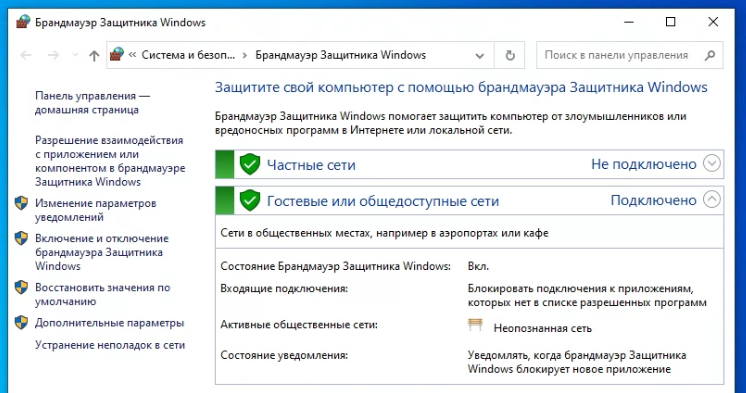 Брандмауэр Защитника Windows
« Система и безоп... › Брандмауэр Защитника Windows
Поиск в панели управления
Панель управления —
домашняя страница
Разрешение взаимодействия
с приложением или
компонентом в брандмауэре
Защитника Windows
Изменение параметров
уведомлений
Включение и отключение
брандмауэра Защитника
Windows
Восстановить значения по
умолчанию
Дополнительные параметры
Устранение неполадок в сети
Защитите свой компьютер с помощью брандмауэра Защитника Windows
Брандмауэр Защитника Windows помогает защитить компьютер от злоумышленников или
вредоносных программ в Интернете или локальной сети.
Частные сети Не подключено
Гостевые или общедоступные сети Подключено
Сети в общественных местах, например в аэропортах или кафе
Состояние Брандмауэр Защитника Windows: Вкл.
Входящие подключения: Блокировать подключения к приложениям,
которых нет в списке разрешенных программ
Активные общественные сети: Неопознанная сеть
Состояние уведомления: Уведомлять, когда брандмауэр Защитника
Windows блокирует новое приложение